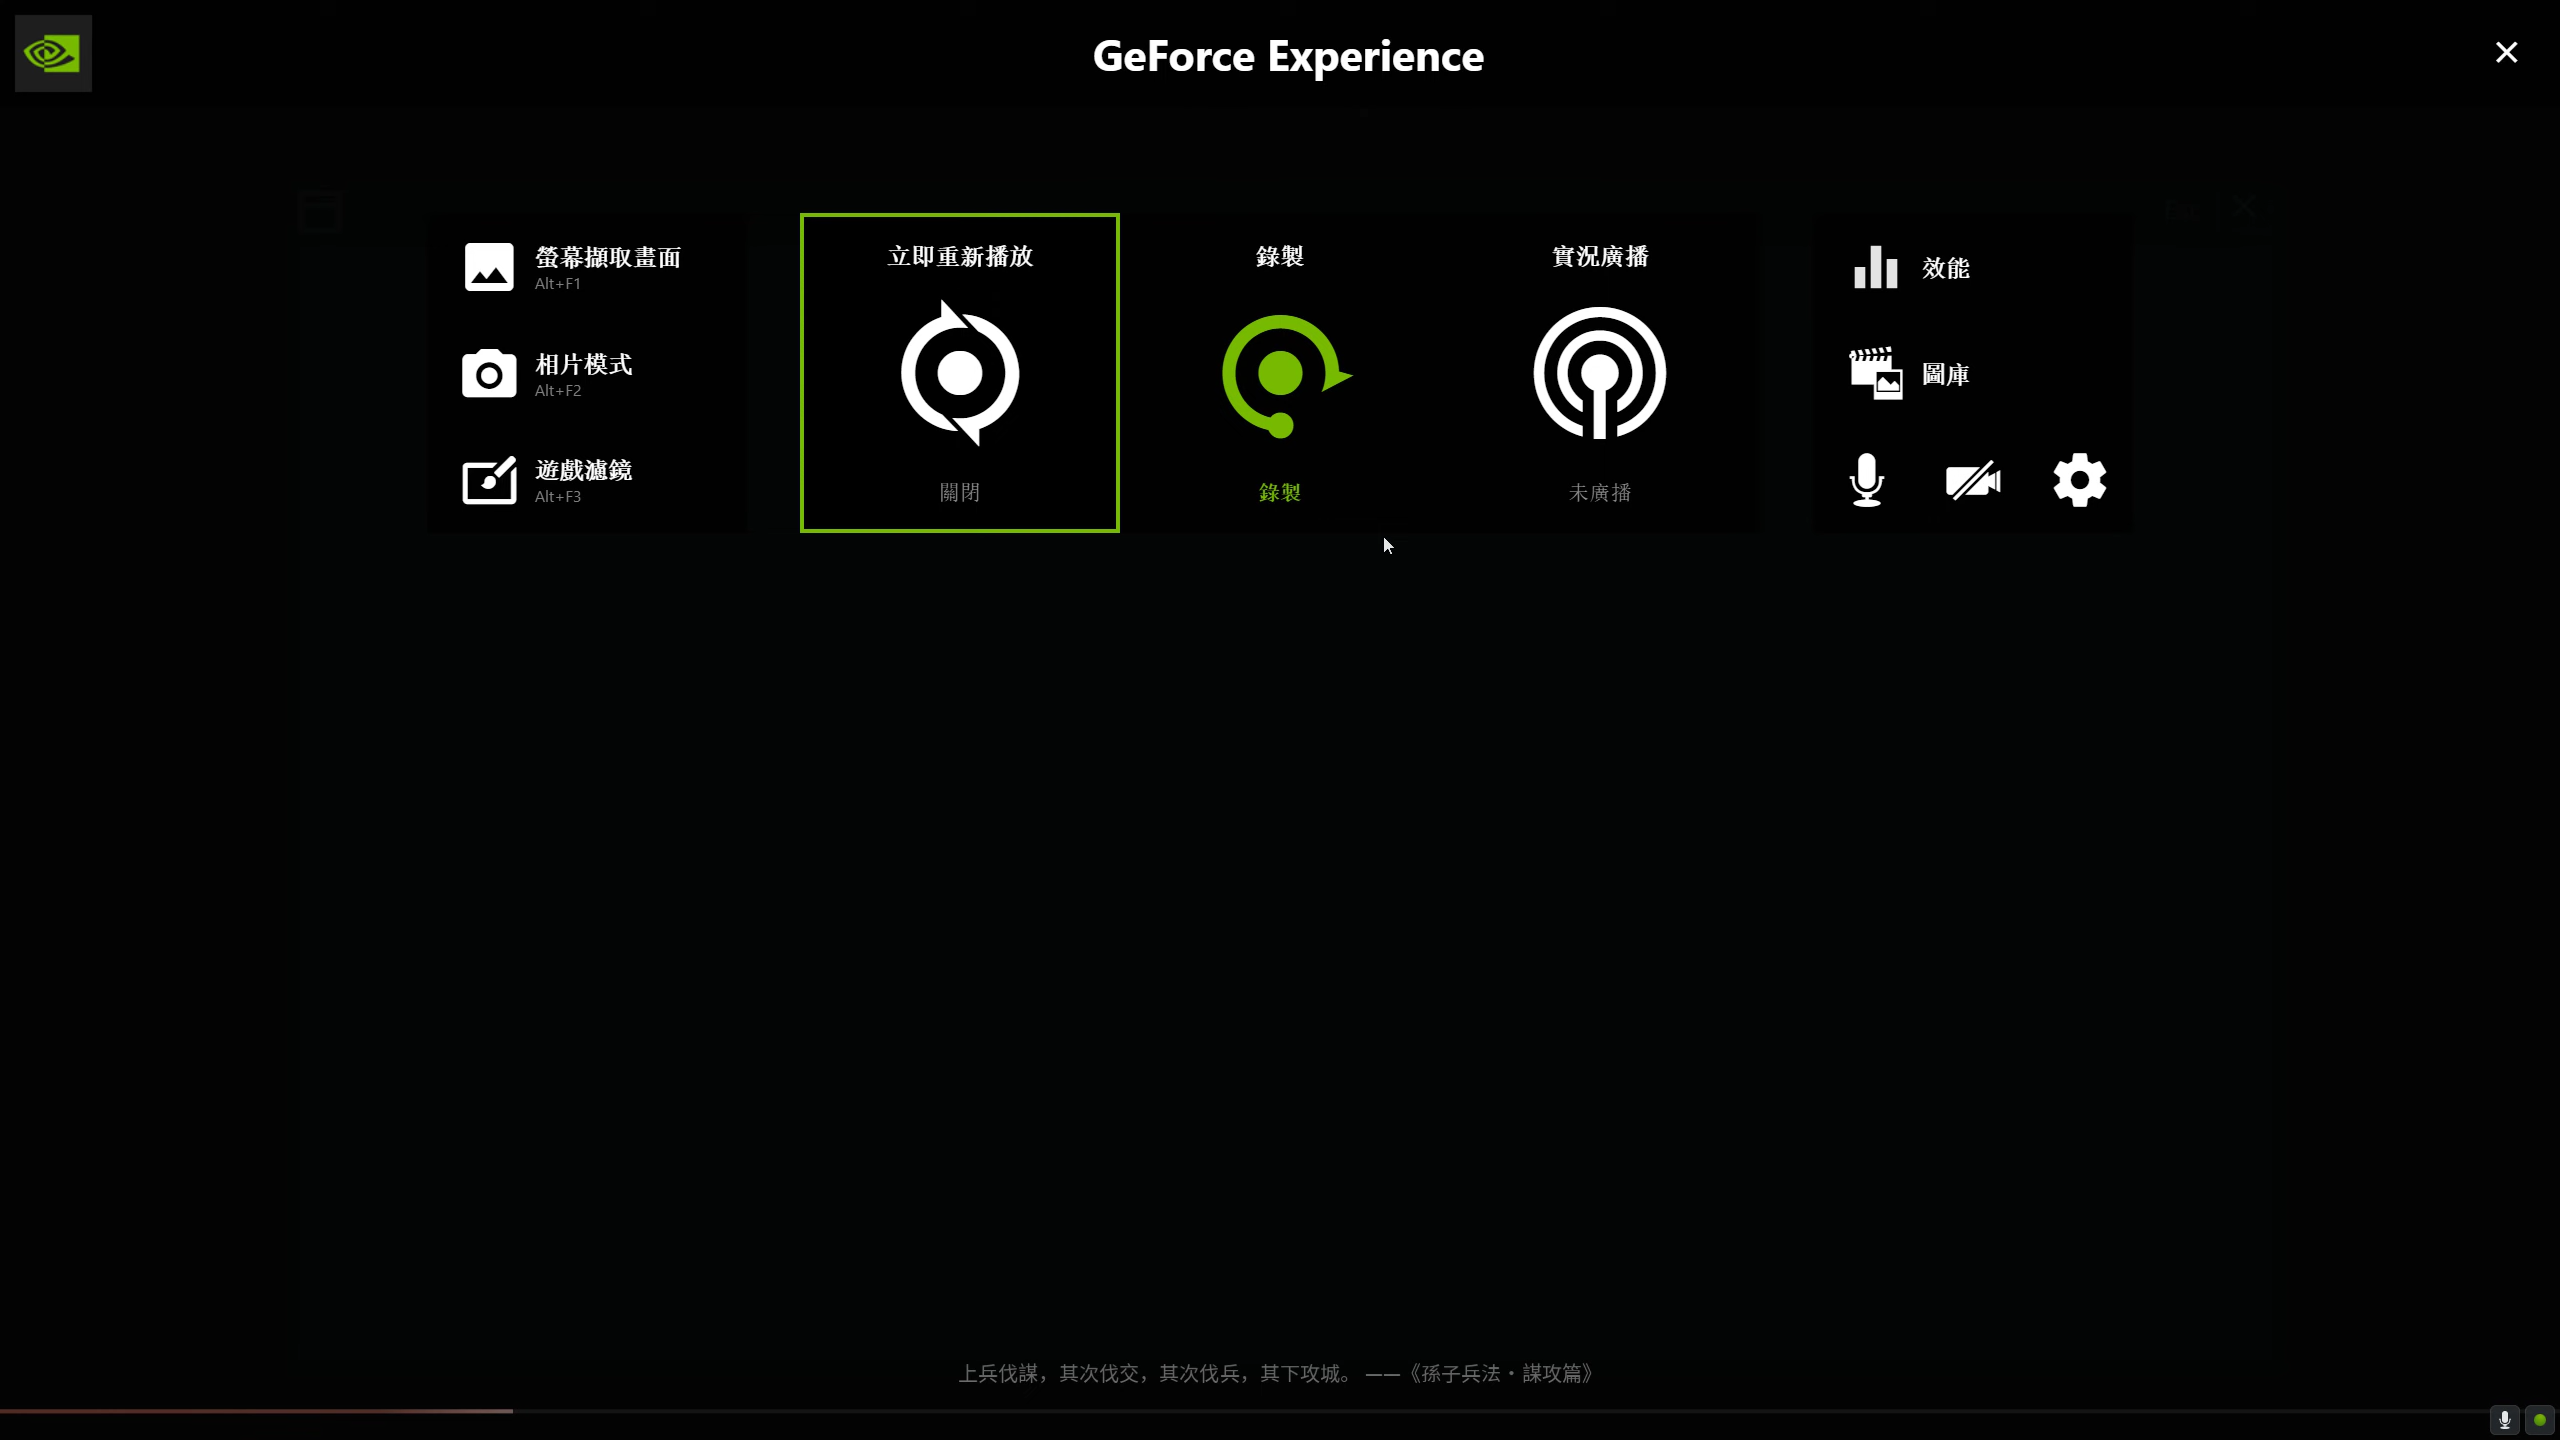 GeForce Experience
螢幕擷取畫面
Alt+F1
相片模式
Alt+F2
遊戲濾鏡
Alt+F3
立即重新播放
關閉
錄製
錄製
實況廣播
未廣播
效能
圖庫
Esc
上兵伐謀，其次伐交，其次伐兵，其下攻城。 ——《孫子兵法・謀攻篇》